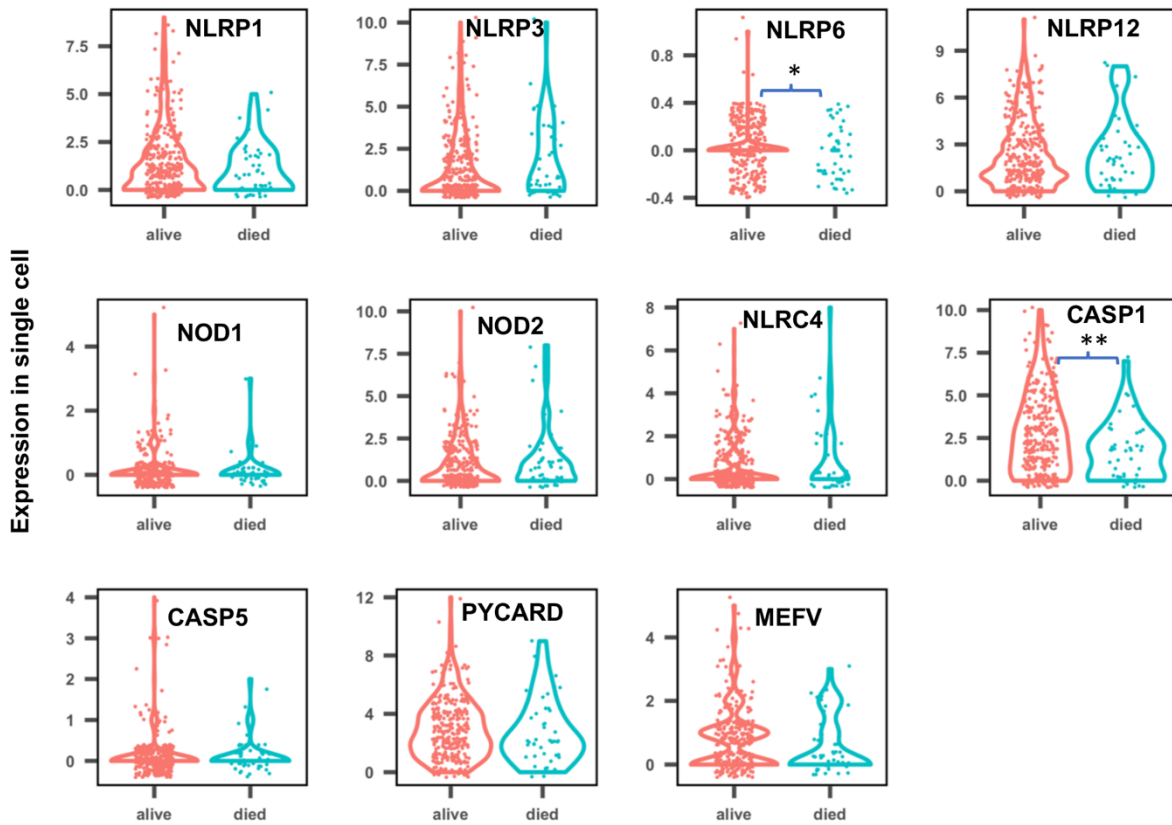 NLRP1
7.5
5.0
2.5
0.0
alive
died
NLRP3
10.0
7.5
5.0
2.5
0.0
alive
died
NLRP6
*
0.8
0.4
0.0
-0.4
alive
died
NLRP12
9
6
3
0
alive
died
Expression in single cell
NOD1
4
2
0
alive
died
NOD2
10.0
7.5
5.0
2.5
0.0
alive
died
NLRC4
8
6
4
2
0
alive
died
CASP1
**
10.0
7.5
5.0
2.5
0.0
alive
died
CASP5
4
3
2
1
0
alive
died
PYCARD
12
8
4
0
alive
died
MEFV
4
2
0
alive
died